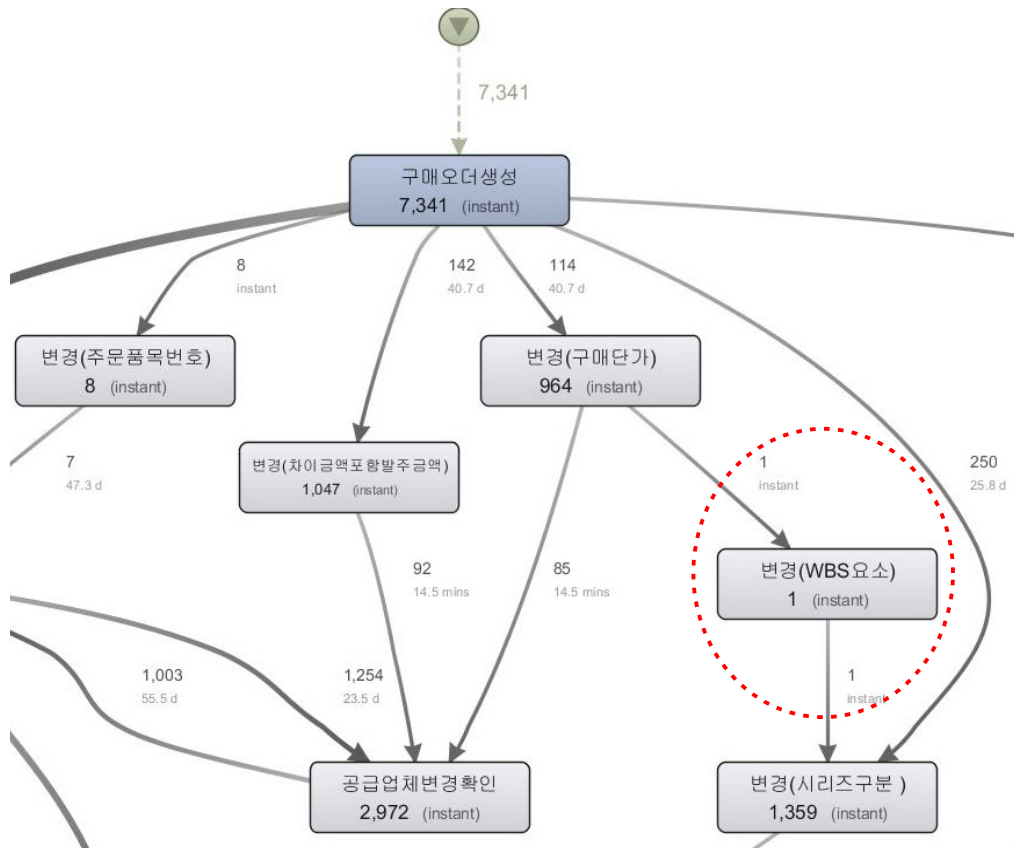 7,341
구매오더생성
7,341 (instant)
8
instant
142
40.7 d
114
40.7 d
변경(주문품목번호)
8 (instant)
변경(구매단가)
964 (instant)
7
47.3 d
변경(차이금액포함발주금액)
1,047 (instant)
1
instant
250
25.8 d
92
14.5 mins
85
14.5 mins
변경(WBS요소)
1 (instant)
1,003
55.5 d
1,254
23.5 d
1
instant
공급업체변경확인
2,972 (instant)
변경(시리즈구분 )
1,359 (instant)